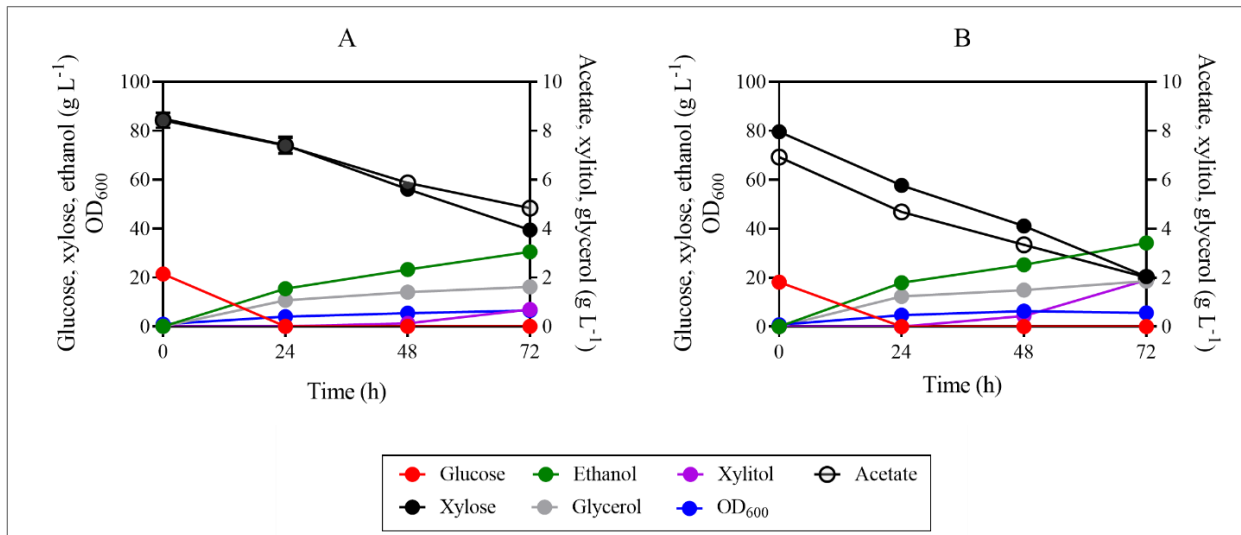 A
Glucose, xylose, ethanol (g L⁻¹)
OD₆₀₀
100
80
60
40
20
0
10
8
6
4
2
0
Acetate, xylitol, glycerol (g L⁻¹)
0 24 48 72
Time (h)
B
Glucose, xylose, ethanol (g L⁻¹)
OD₆₀₀
100
80
60
40
20
0
10
8
6
4
2
0
Acetate, xylitol, glycerol (g L⁻¹)
0 24 48 72
Time (h)
Glucose Ethanol Xylitol Acetate
Xylose Glycerol OD₆₀₀